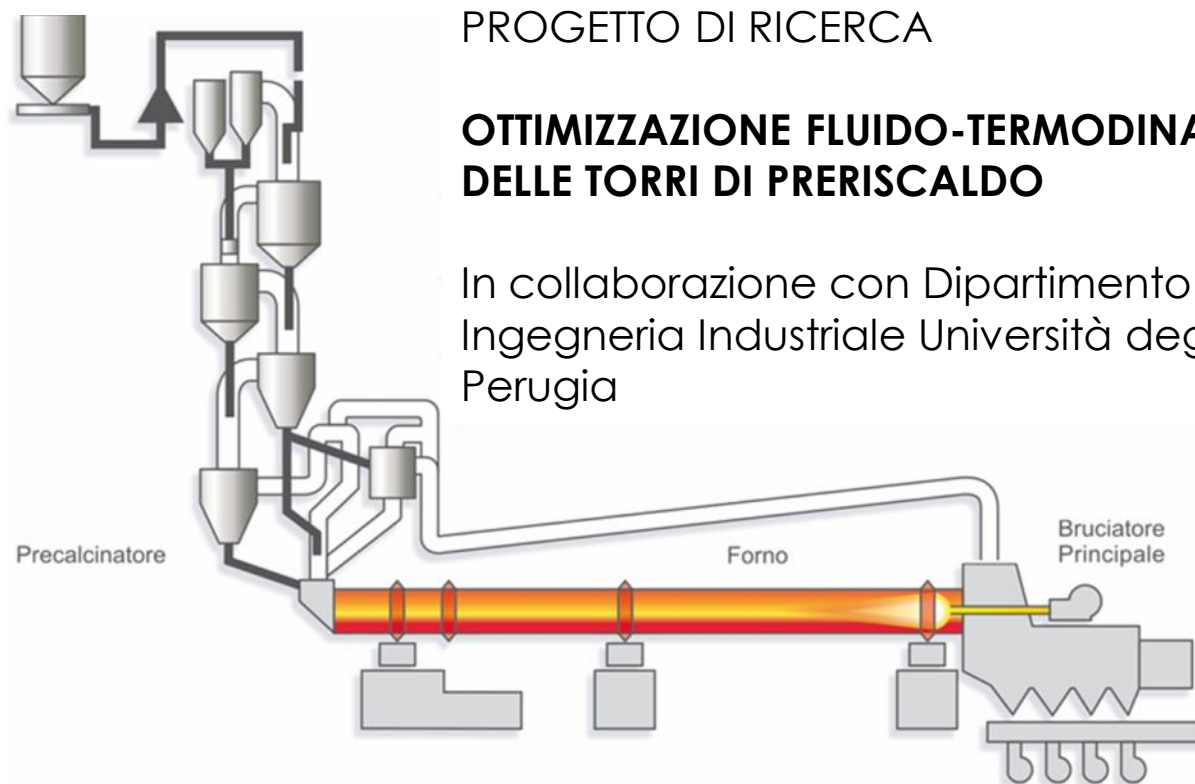 PROGETTO DI RICERCA
OTTIMIZZAZIONE FLUIDO-TERMODINA
DELLE TORRI DI PRERISCALDO
In collaborazione con Dipartimento
Ingegneria Industriale Università deg
Perugia
Precalcinatore
Forno
Bruciatore
Principale